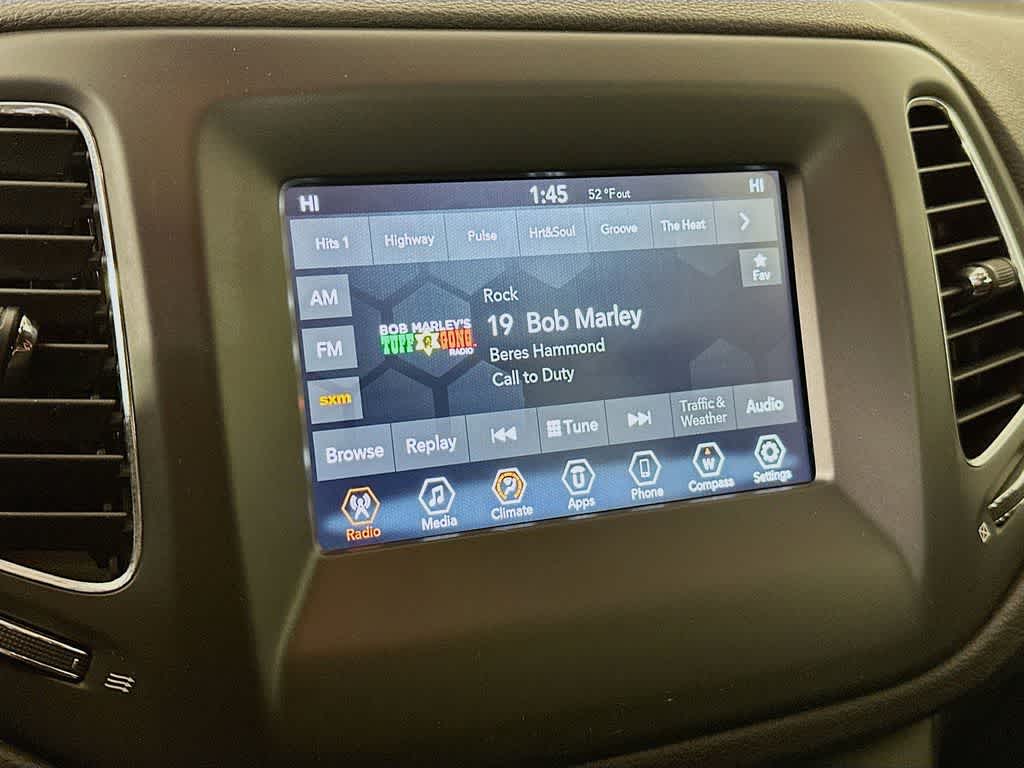 HI 1:45 52 °F out HI
Hits 1 Highway Pulse Hrt&Soul Groove The Heat
Fav
AM
FM
sxm
BOB MARLEY'S
TUFF GONG
RADIO
Rock
19 Bob Marley
Beres Hammond
Call to Duty
Browse Replay Tune Traffic & Weather Audio
Radio Media Climate Apps Phone W Compass Settings